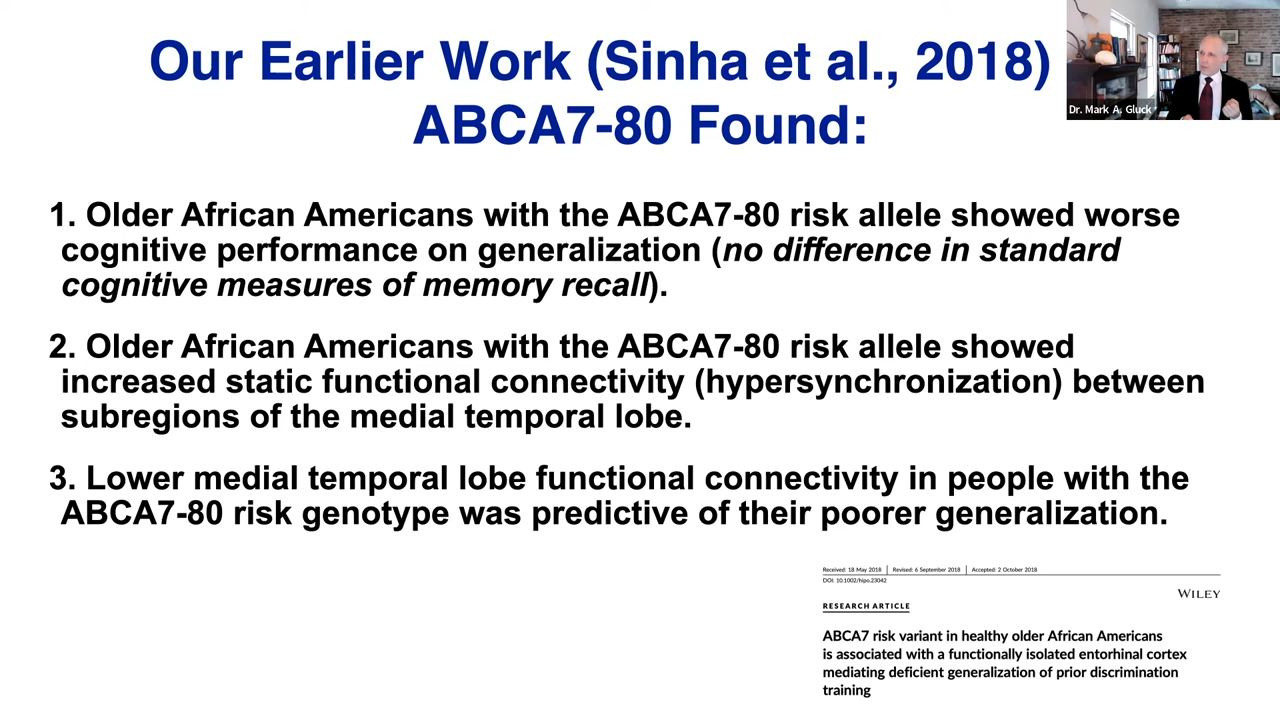 Our Earlier Work (Sinha et al., 2018)
ABCA7-80 Found:
Dr. Mark A. Gluck
1. Older African Americans with the ABCA7-80 risk allele showed worse
cognitive performance on generalization (no difference in standard
cognitive measures of memory recall).
2. Older African Americans with the ABCA7-80 risk allele showed
increased static functional connectivity (hypersynchronization) between
subregions of the medial temporal lobe.
3. Lower medial temporal lobe functional connectivity in people with the
ABCA7-80 risk genotype was predictive of their poorer generalization.
Received: 18 May 2018 | Revised: 6 September 2018 | Accepted: 2 October 2018
DOI: 10.1002/hipo.23042
WILEY
RESEARCH ARTICLE
ABCA7 risk variant in healthy older African Americans
is associated with a functionally isolated entorhinal cortex
mediating deficient generalization of prior discrimination
training